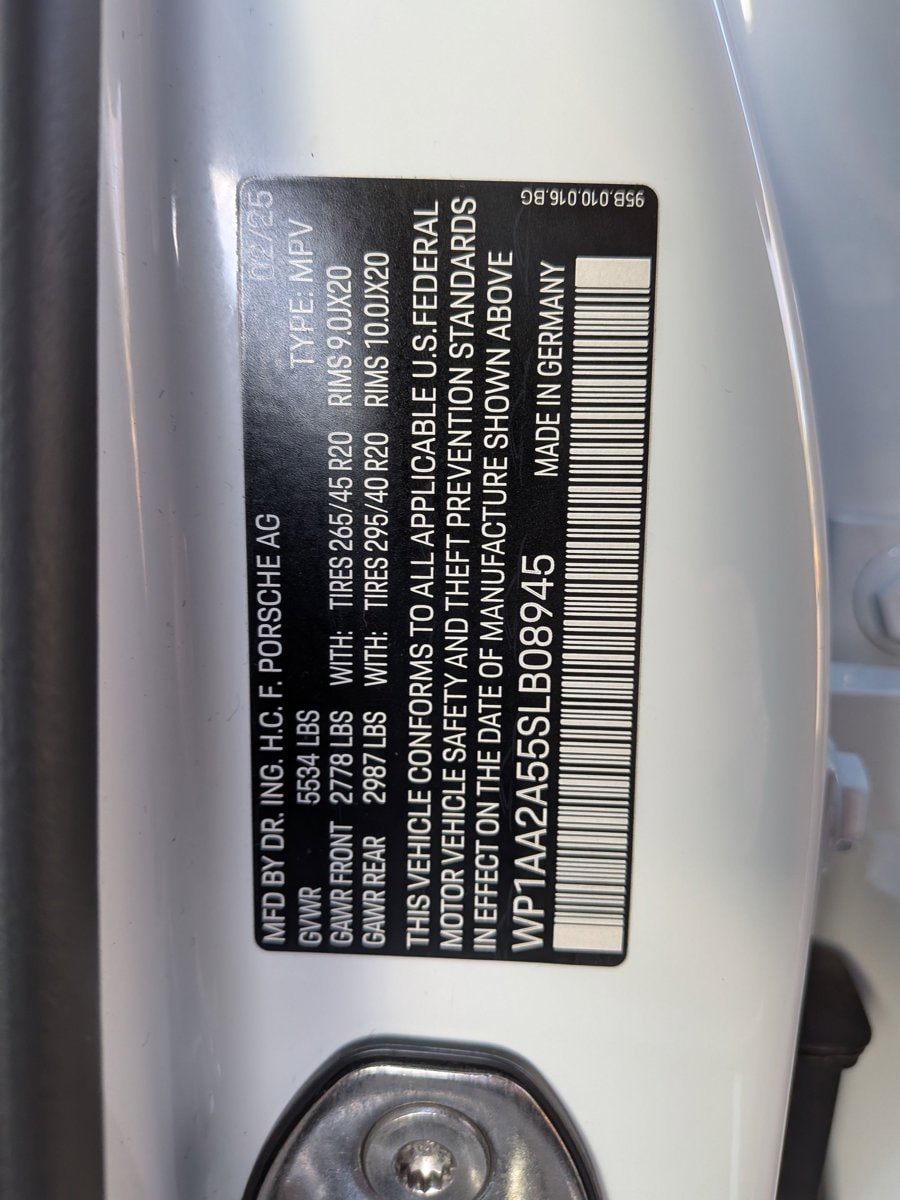 MFD BY DR. ING. H.C. F. PORSCHE AG 02/25
GVWR 5534 LBS TYPE: MPV
GAWR FRONT 2778 LBS WITH: TIRES 265/45 R20 RIMS 9.0JX20
GAWR REAR 2987 LBS WITH: TIRES 295/40 R20 RIMS 10.0JX20
THIS VEHICLE CONFORMS TO ALL APPLICABLE U.S.FEDERAL
MOTOR VEHICLE SAFETY AND THEFT PREVENTION STANDARDS
IN EFFECT ON THE DATE OF MANUFACTURE SHOWN ABOVE
WP1AA2A55SLB08945 MADE IN GERMANY
95B.010.016.BG